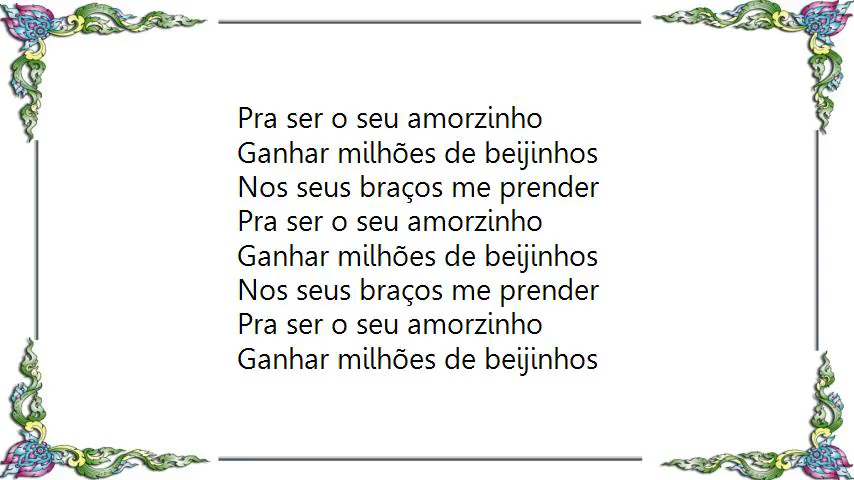 Pra ser o seu amorzinho
Ganhar milhões de beijinhos
Nos seus braços me prender
Pra ser o seu amorzinho
Ganhar milhões de beijinhos
Nos seus braços me prender
Pra ser o seu amorzinho
Ganhar milhões de beijinhos